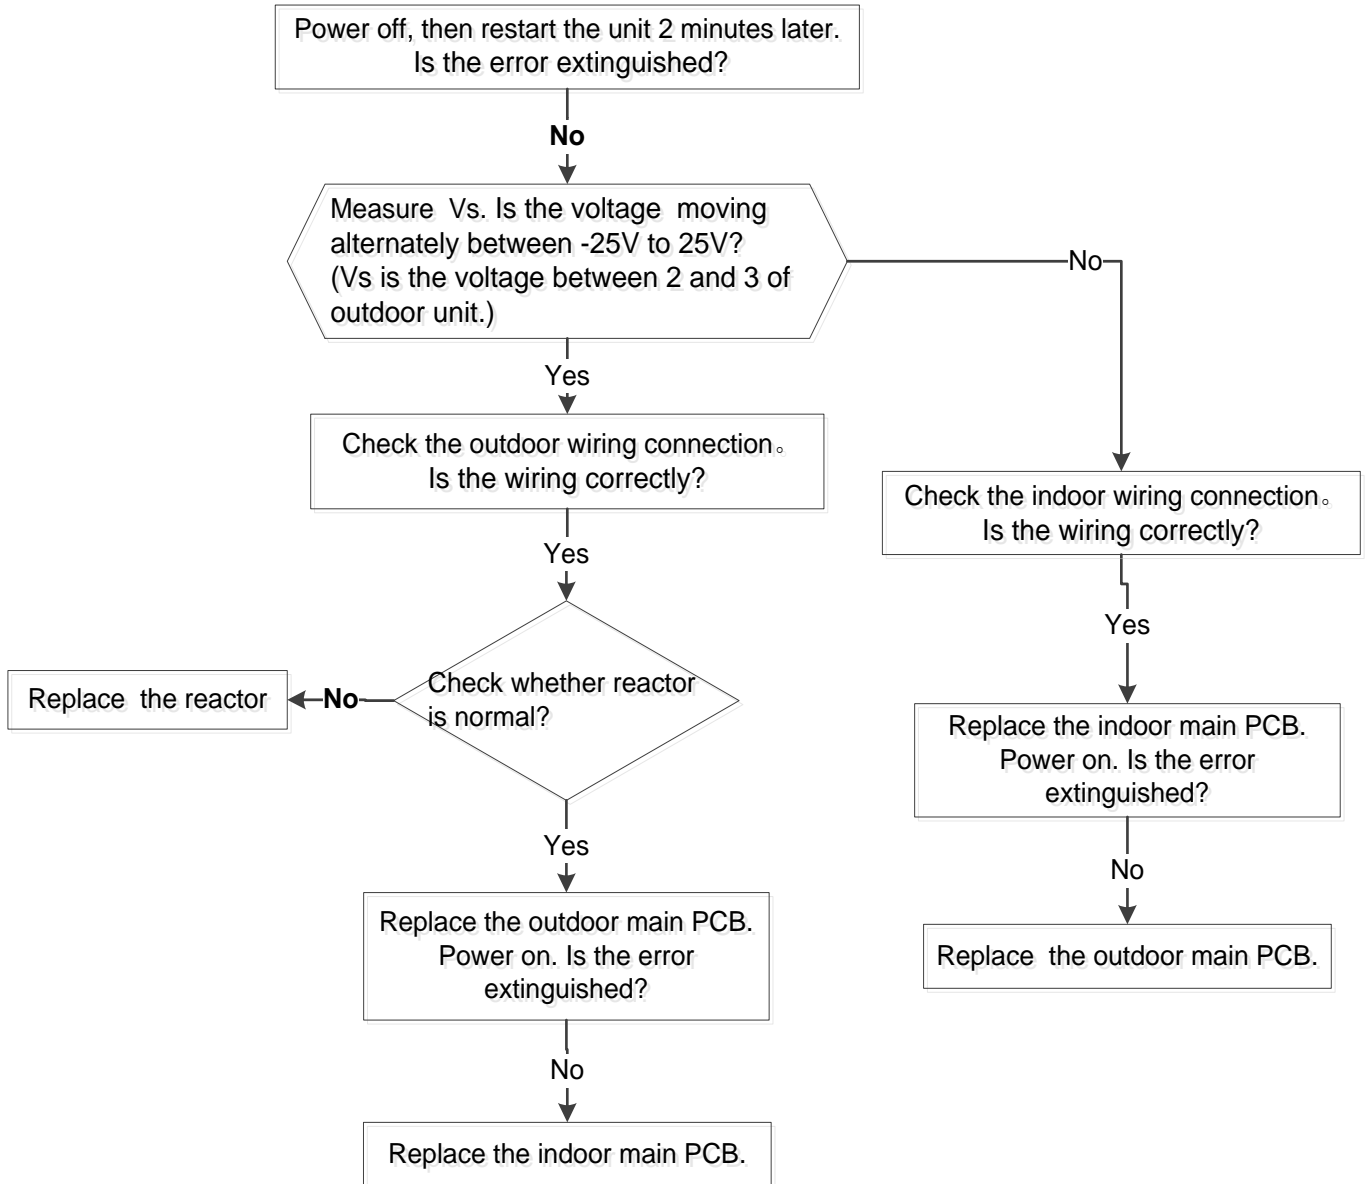 Power off, then restart the unit 2 minutes later.
Is the error extinguished?
No
Measure Vs. Is the voltage moving
alternately between -25V to 25V?
(Vs is the voltage between 2 and 3 of
outdoor unit.)
No
Yes
Check the outdoor wiring connection。
Is the wiring correctly?
Check the indoor wiring connection。
Is the wiring correctly?
Yes
Yes
Check whether reactor
is normal?
No
Replace the reactor
Replace the indoor main PCB.
Power on. Is the error
extinguished?
Yes
No
Replace the outdoor main PCB.
Power on. Is the error
extinguished?
Replace the outdoor main PCB.
No
Replace the indoor main PCB.